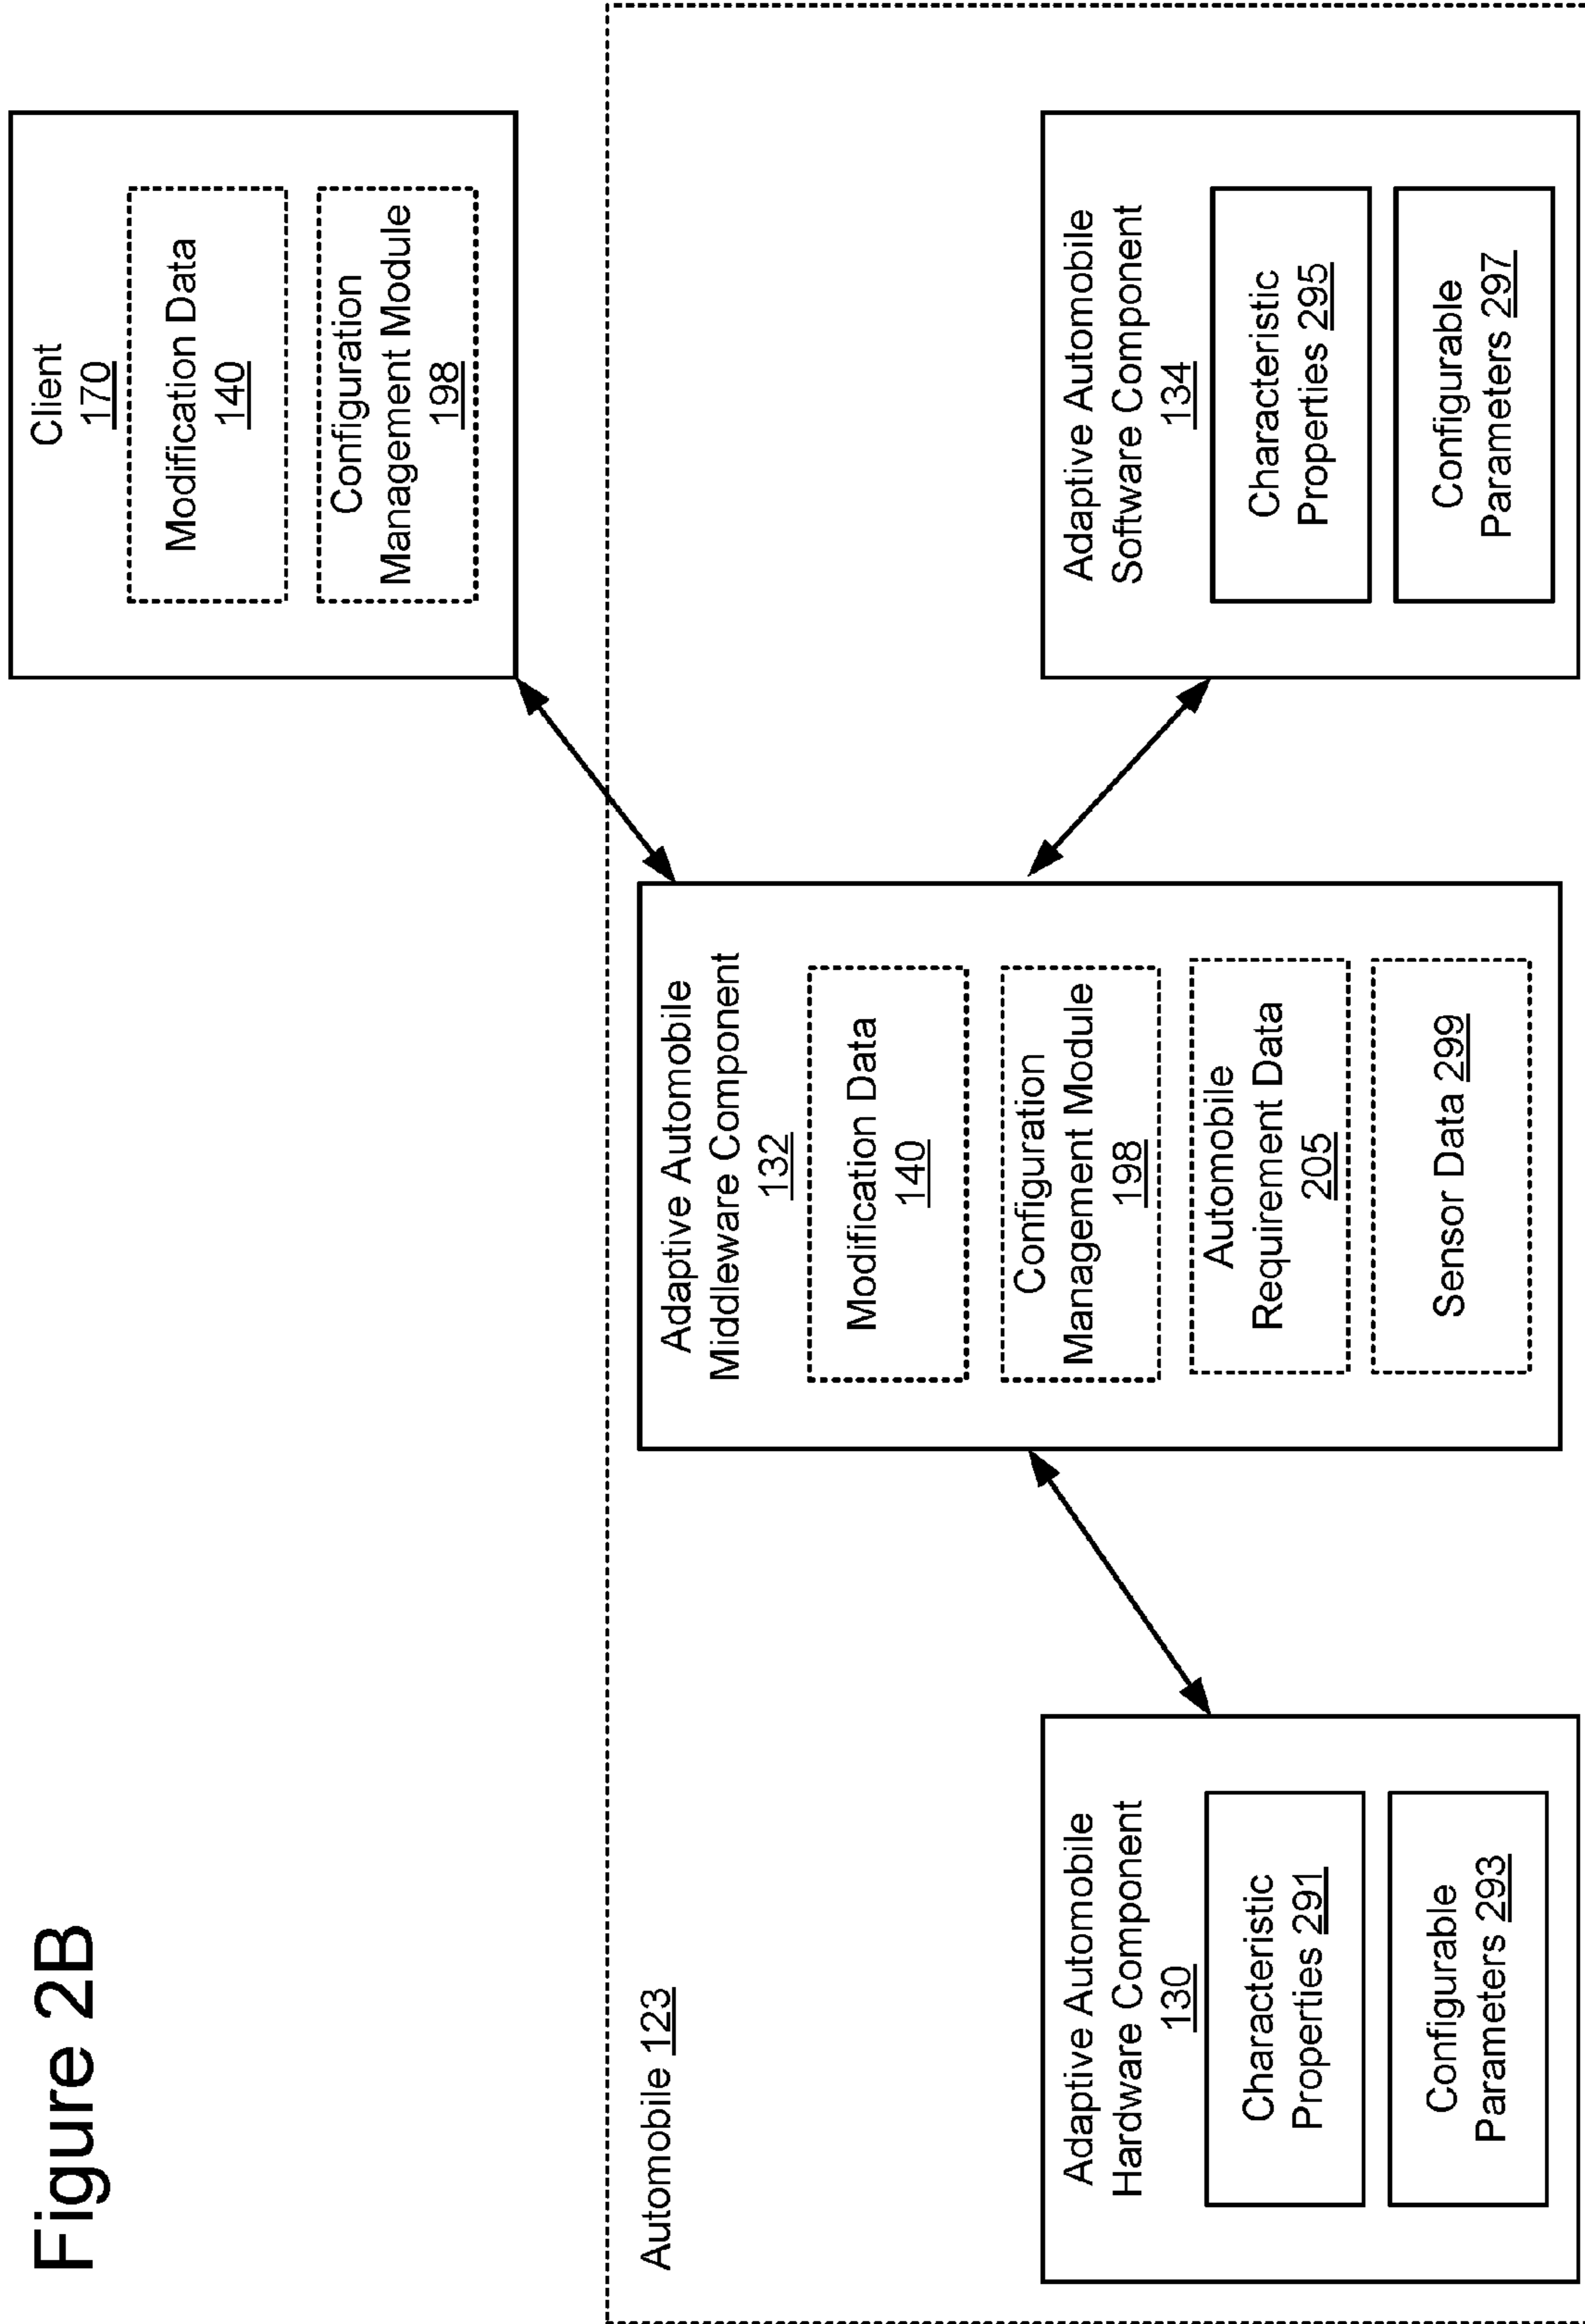 Figure 2B
Client
170
Modification Data
140
Configuration
Management Module
198
Automobile 123
Adaptive Automobile
Hardware Component
130
Characteristic
Properties 291
Configurable
Parameters 293
Adaptive Automobile
Middleware Component
132
Modification Data
140
Configuration
Management Module
198
Automobile
Requirement Data
205
Sensor Data 299
Adaptive Automobile
Software Component
134
Characteristic
Properties 295
Configurable
Parameters 297